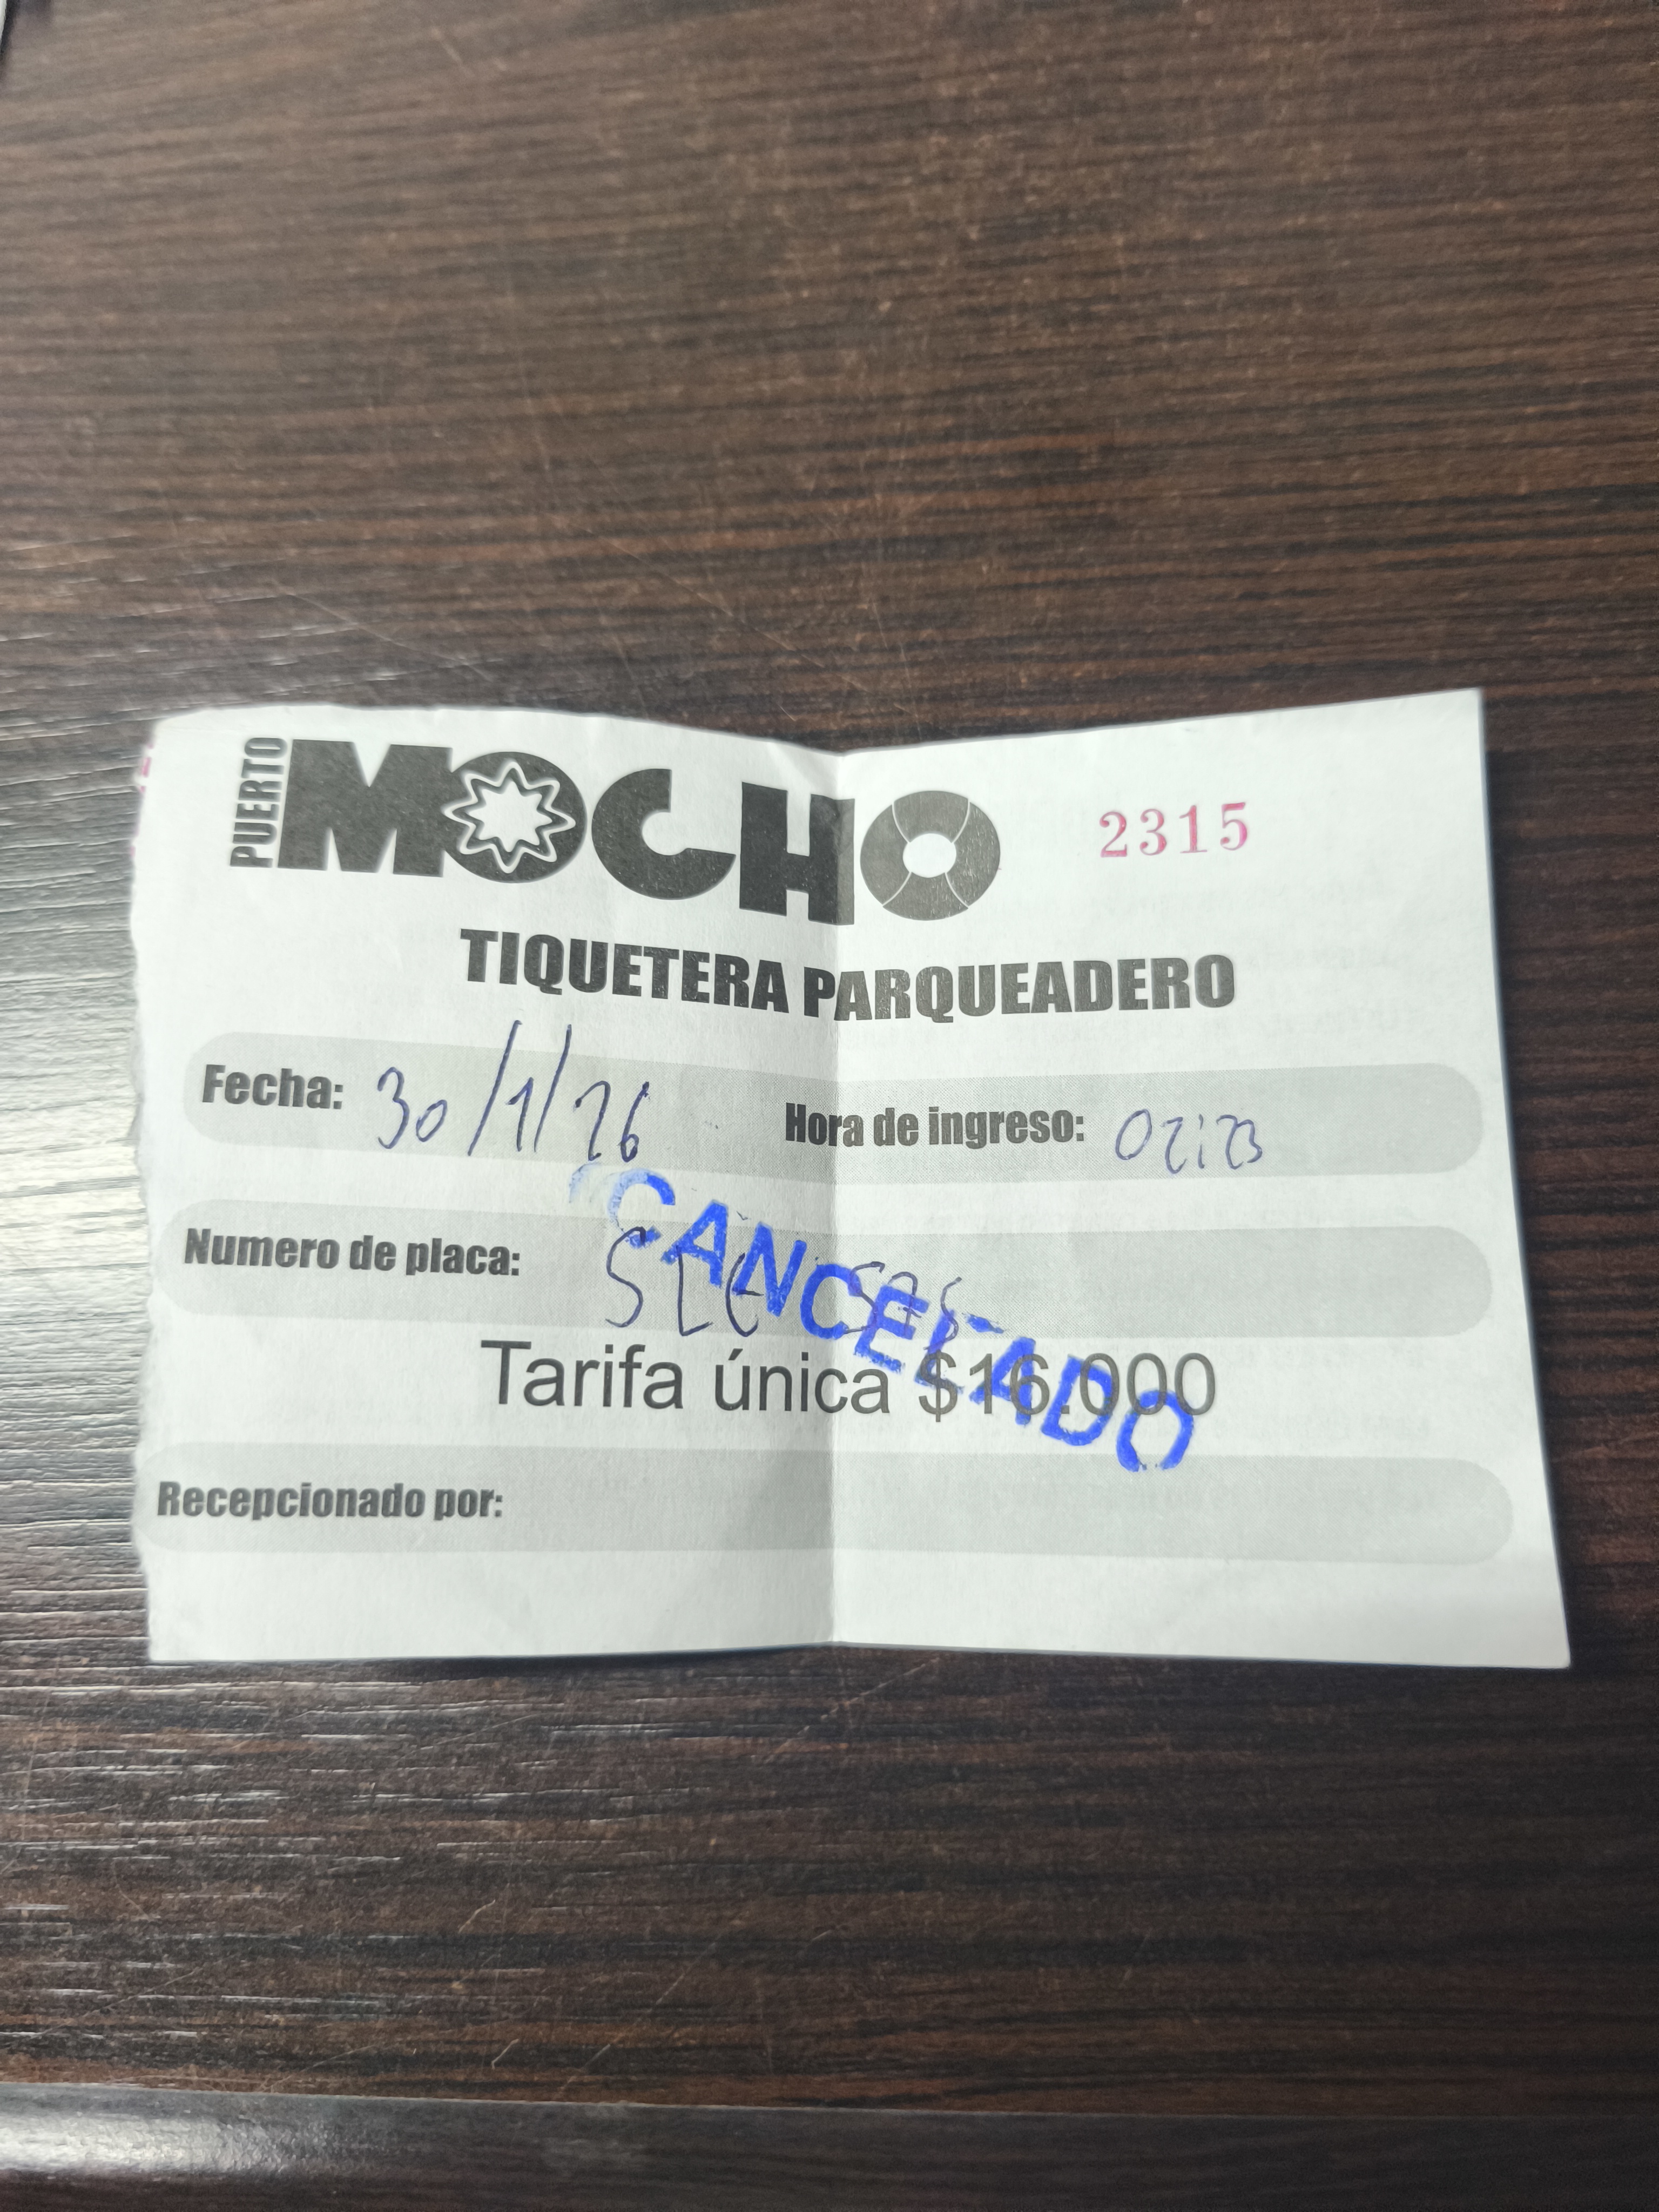 PUERTO MOCHO
2315
TIQUETERA PARQUEADERO
Fecha: 30/1/26 Hora de ingreso:
Numero de placa:
CANCELADO
Tarifa única $16.000
Recepcionado por: